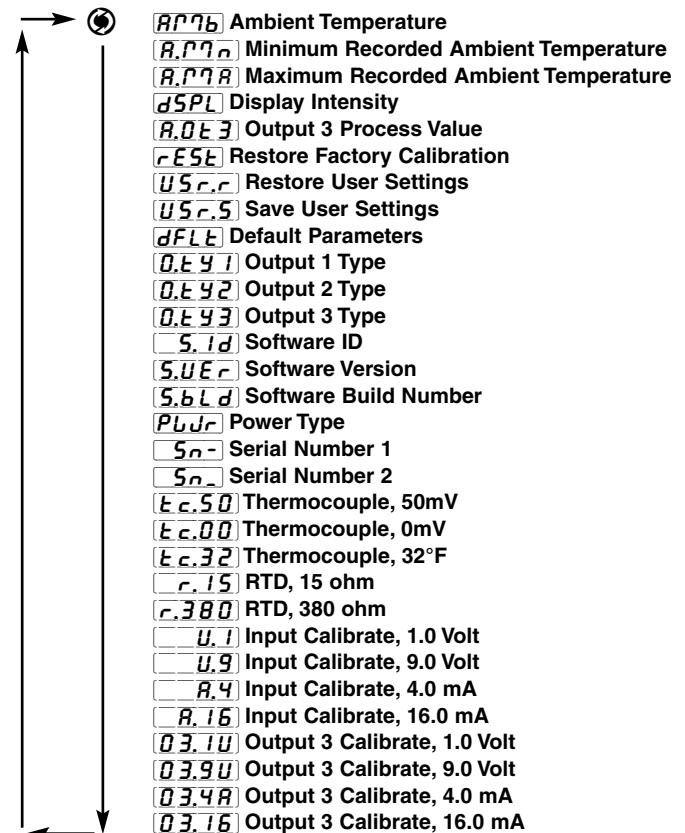 AMb Ambient Temperature
A.Mn Minimum Recorded Ambient Temperature
A.MA Maximum Recorded Ambient Temperature
dSPL Display Intensity
A.Ot3 Output 3 Process Value
rESt Restore Factory Calibration
USr.r Restore User Settings
USr.S Save User Settings
dFLt Default Parameters
O.ty1 Output 1 Type
O.ty2 Output 2 Type
O.ty3 Output 3 Type
S.Id Software ID
S.UEr Software Version
S.bLd Software Build Number
PWr Power Type
Sn- Serial Number 1
Sn_ Serial Number 2
tc.50 Thermocouple, 50mV
tc.00 Thermocouple, 0mV
tc.32 Thermocouple, 32°F
r.15 RTD, 15 ohm
r.380 RTD, 380 ohm
U.1 Input Calibrate, 1.0 Volt
U.9 Input Calibrate, 9.0 Volt
A.4 Input Calibrate, 4.0 mA
A.16 Input Calibrate, 16.0 mA
O3.1U Output 3 Calibrate, 1.0 Volt
O3.9U Output 3 Calibrate, 9.0 Volt
O3.4A Output 3 Calibrate, 4.0 mA
O3.16 Output 3 Calibrate, 16.0 mA